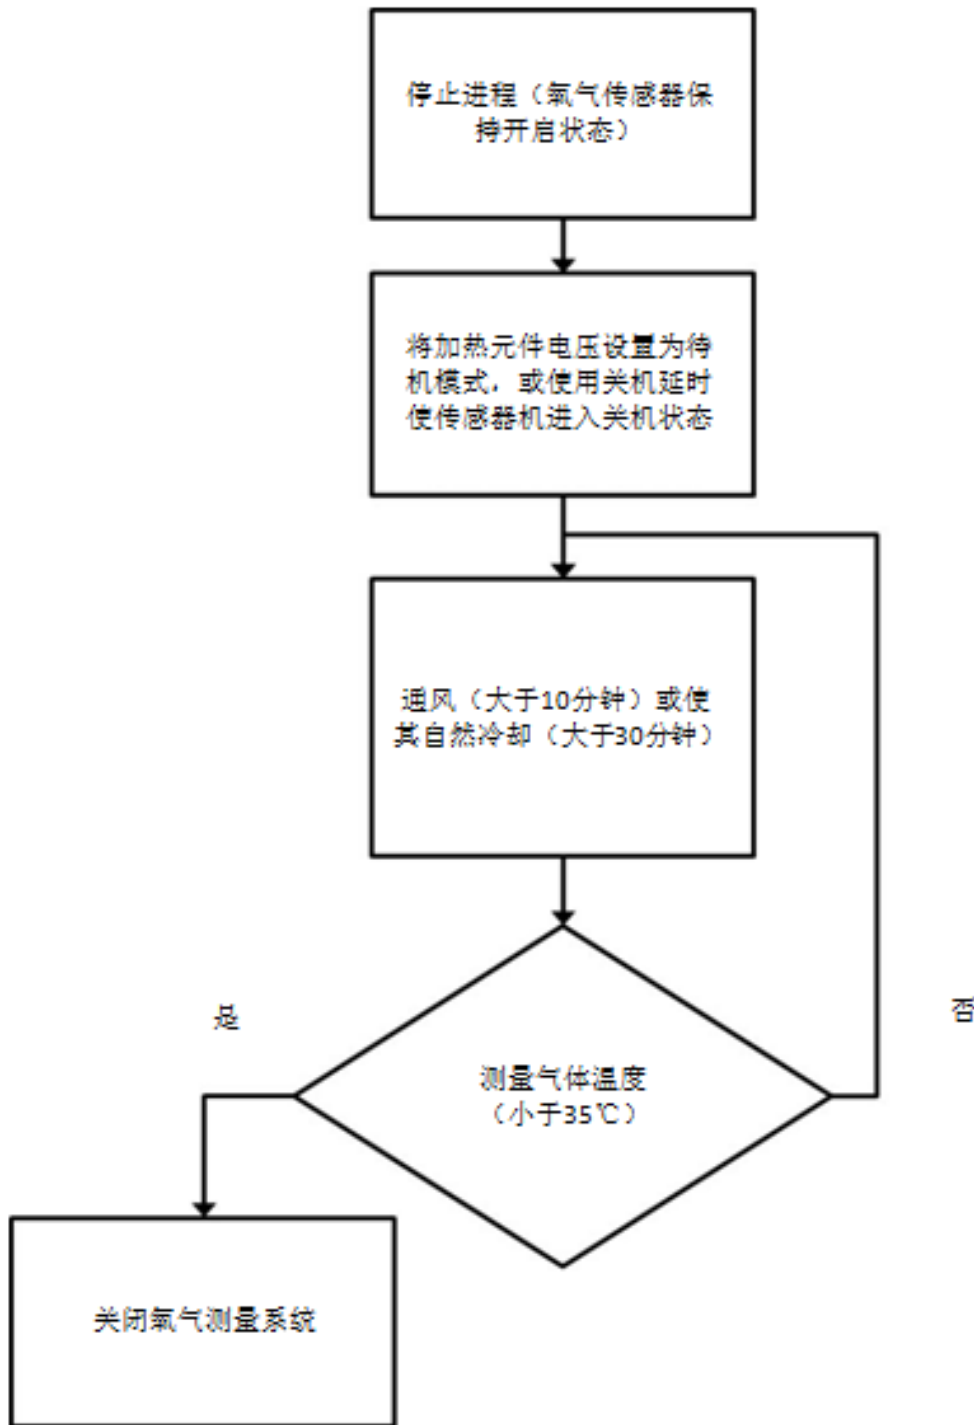 停止进程（氧气传感器保
持开启状态）
将加热元件电压设置为待
机模式，或使用关机延时
使传感器机进入关机状态
通风（大于10分钟）或使
其自然冷却（大于30分钟）
是
否
测量气体温度
（小于35℃）
关闭氧气测量系统